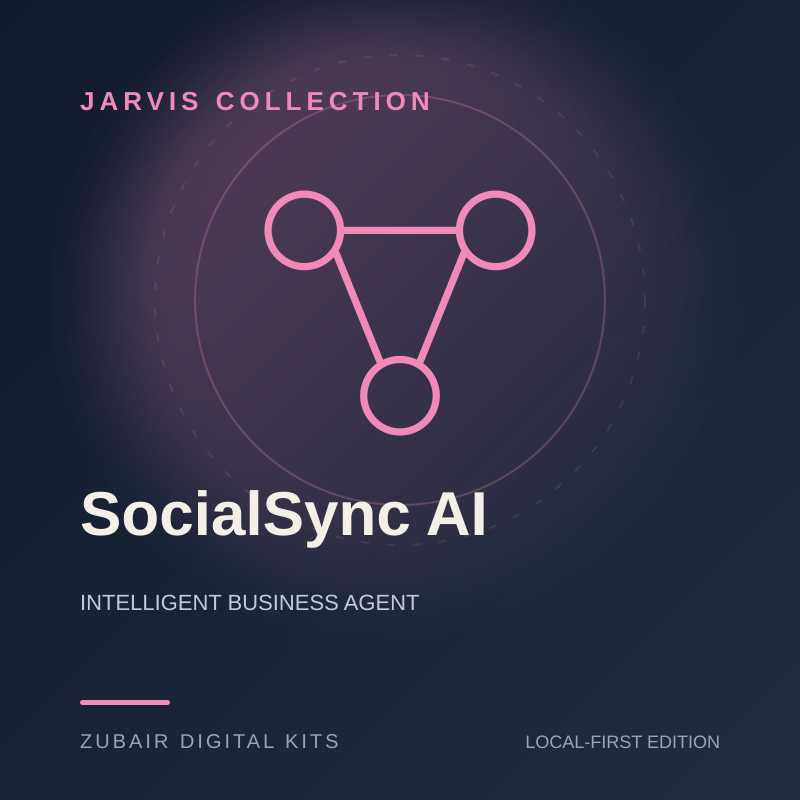 JARVIS COLLECTION
SocialSync AI
INTELLIGENT BUSINESS AGENT
ZUBAIR DIGITAL KITS
LOCAL-FIRST EDITION